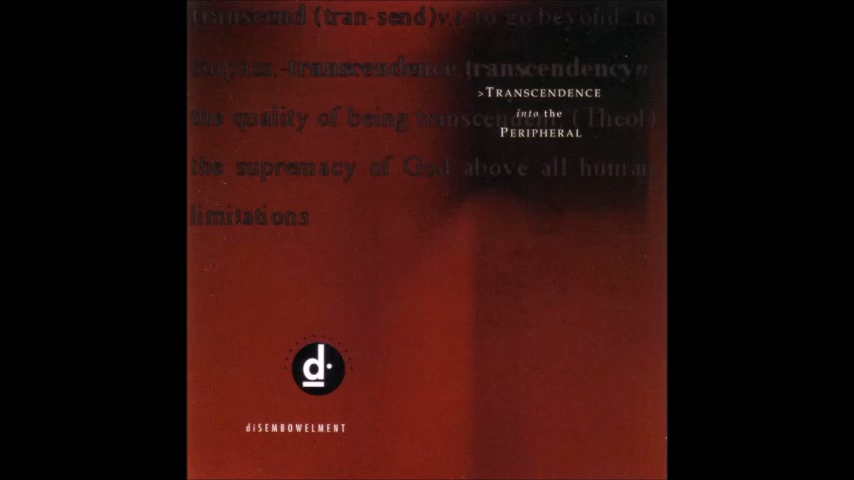 transcend (tran-send) v.t. to go beyond, to
surpass, -transcendence transcendency n.
the quality of being transcendent (Theol)
the supremacy of God above all human
limitations
>TRANSCENDENCE
into the
PERIPHERAL
d.
diSEMBOWELMENT